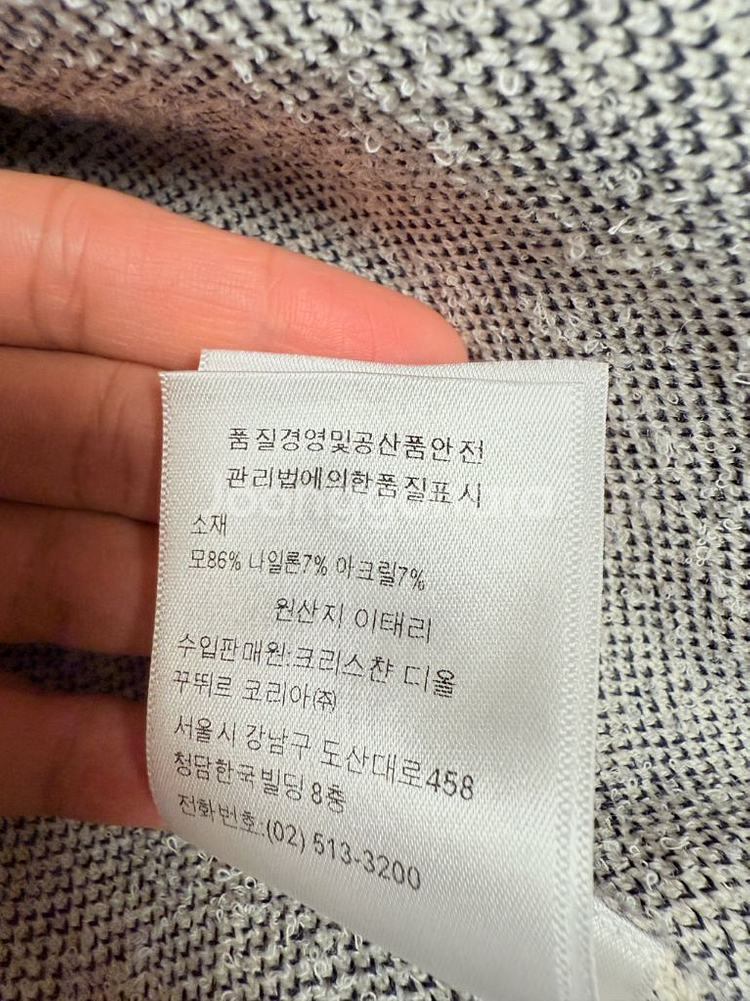 품질경영및공산품안전
관리법에의한품질표시
소재
모86% 나일론7% 아크릴7%
원산지 이태리
수입판매원:크리스챤 디올
꾸뛰르 코리아㈜
서울시 강남구 도산대로458
청담한국빌딩 8층
전화번호:(02) 513-3200